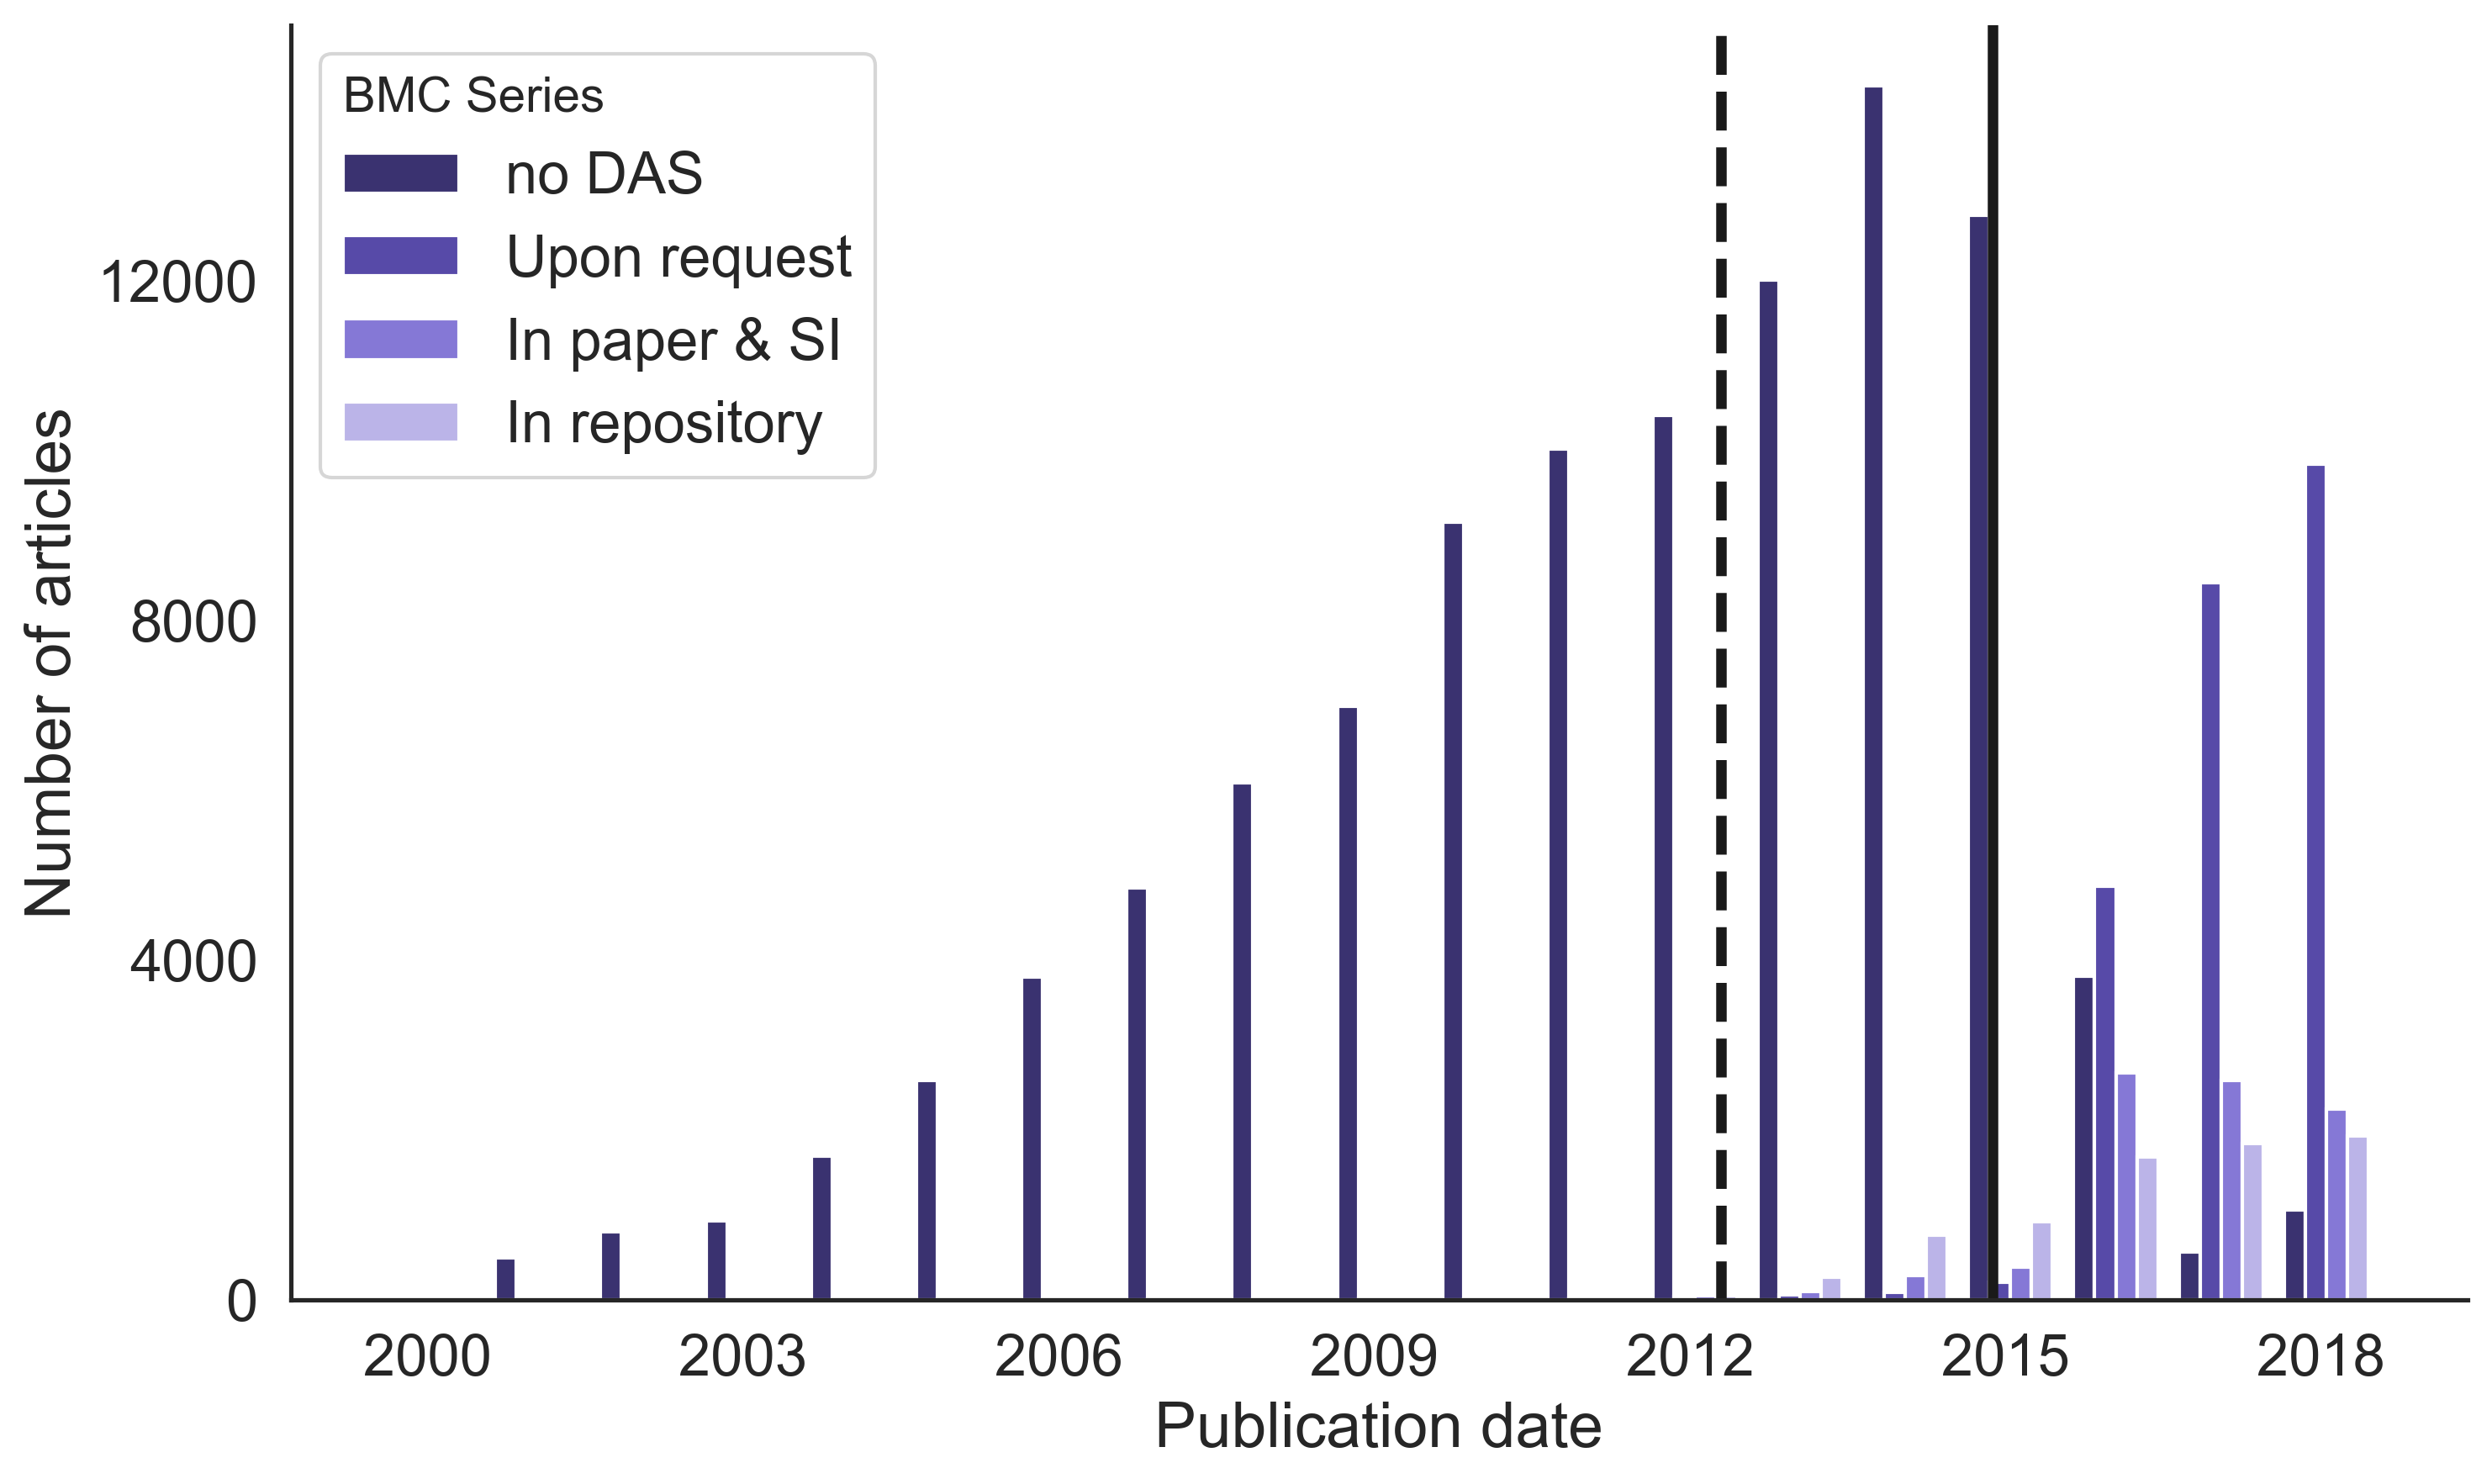 BMC Series
no DAS
Upon request
In paper & SI
In repository
Number of articles
12000
8000
4000
0
2000 2003 2006 2009 2012 2015 2018
Publication date